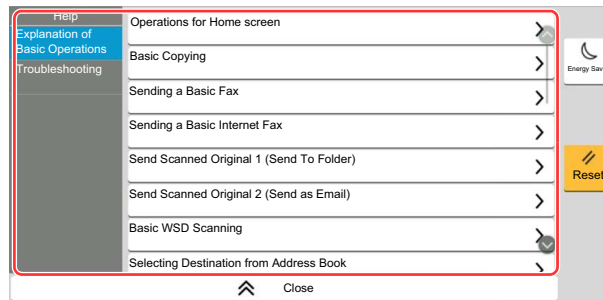 Help
Explanation of
Basic Operations
Troubleshooting
Operations for Home screen
Basic Copying
Sending a Basic Fax
Sending a Basic Internet Fax
Send Scanned Original 1 (Send To Folder)
Send Scanned Original 2 (Send as Email)
Basic WSD Scanning
Selecting Destination from Address Book
Close
Energy Sav
Reset